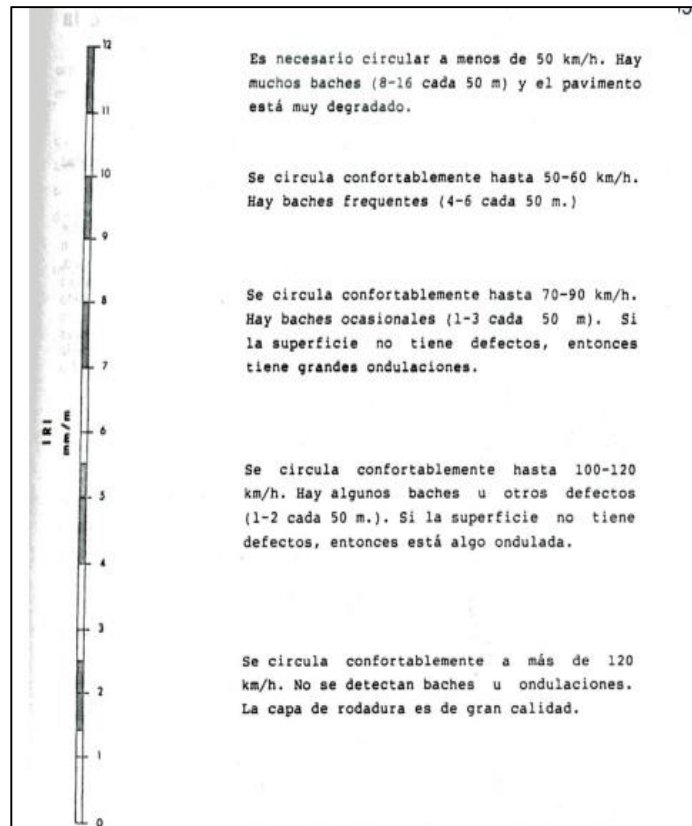 12
Es necesario circular a menos de 50 km/h. Hay
muchos baches (8-16 cada 50 m) y el pavimento
está muy degradado.
11
10
Se circula confortablemente hasta 50-60 km/h.
Hay baches frequentes (4-6 cada 50 m.)
9
8
Se circula confortablemente hasta 70-90 km/h.
Hay baches ocasionales (1-3 cada 50 m). Si
la superficie no tiene defectos, entonces
tiene grandes ondulaciones.
7
IRI
mm/m
6
5
Se circula confortablemente hasta 100-120
km/h. Hay algunos baches u otros defectos
(1-2 cada 50 m.). Si la superficie no tiene
defectos, entonces está algo ondulada.
4
3
Se circula confortablemente a más de 120
km/h. No se detectan baches u ondulaciones.
La capa de rodadura es de gran calidad.
2
1
0